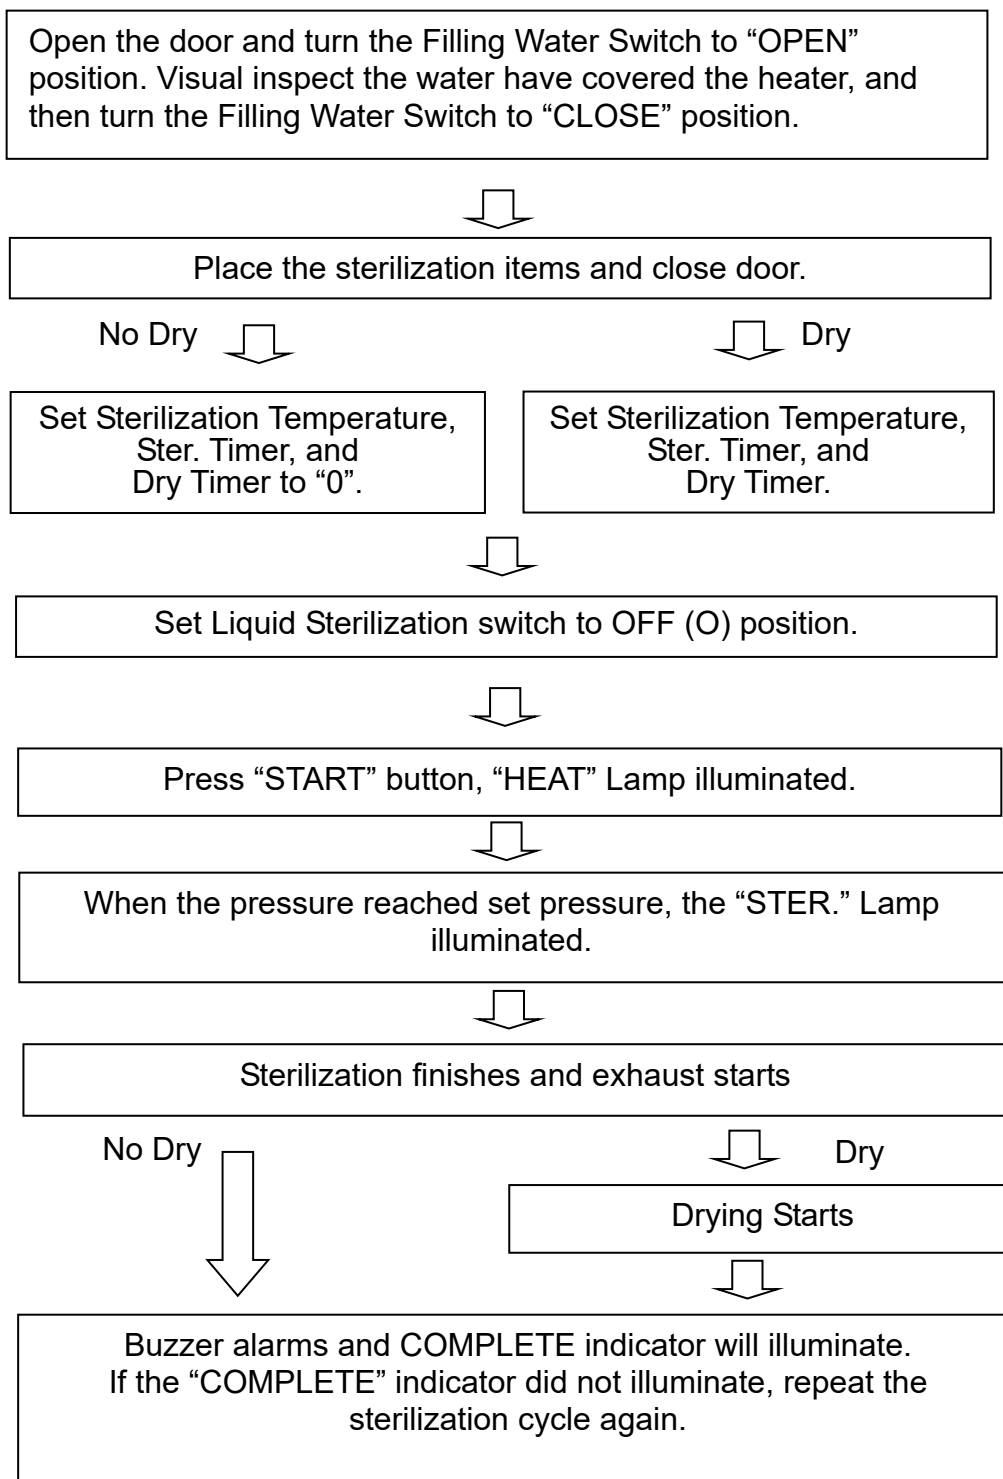 Open the door and turn the Filling Water Switch to “OPEN”
position. Visual inspect the water have covered the heater, and
then turn the Filling Water Switch to “CLOSE” position.
Place the sterilization items and close door.
No Dry
Dry
Set Sterilization Temperature,
Ster. Timer, and
Dry Timer to “0”.
Set Sterilization Temperature,
Ster. Timer, and
Dry Timer.
Set Liquid Sterilization switch to OFF (O) position.
Press “START” button, “HEAT” Lamp illuminated.
When the pressure reached set pressure, the “STER.” Lamp
illuminated.
Sterilization finishes and exhaust starts
No Dry
Dry
Drying Starts
Buzzer alarms and COMPLETE indicator will illuminate.
If the “COMPLETE” indicator did not illuminate, repeat the
sterilization cycle again.